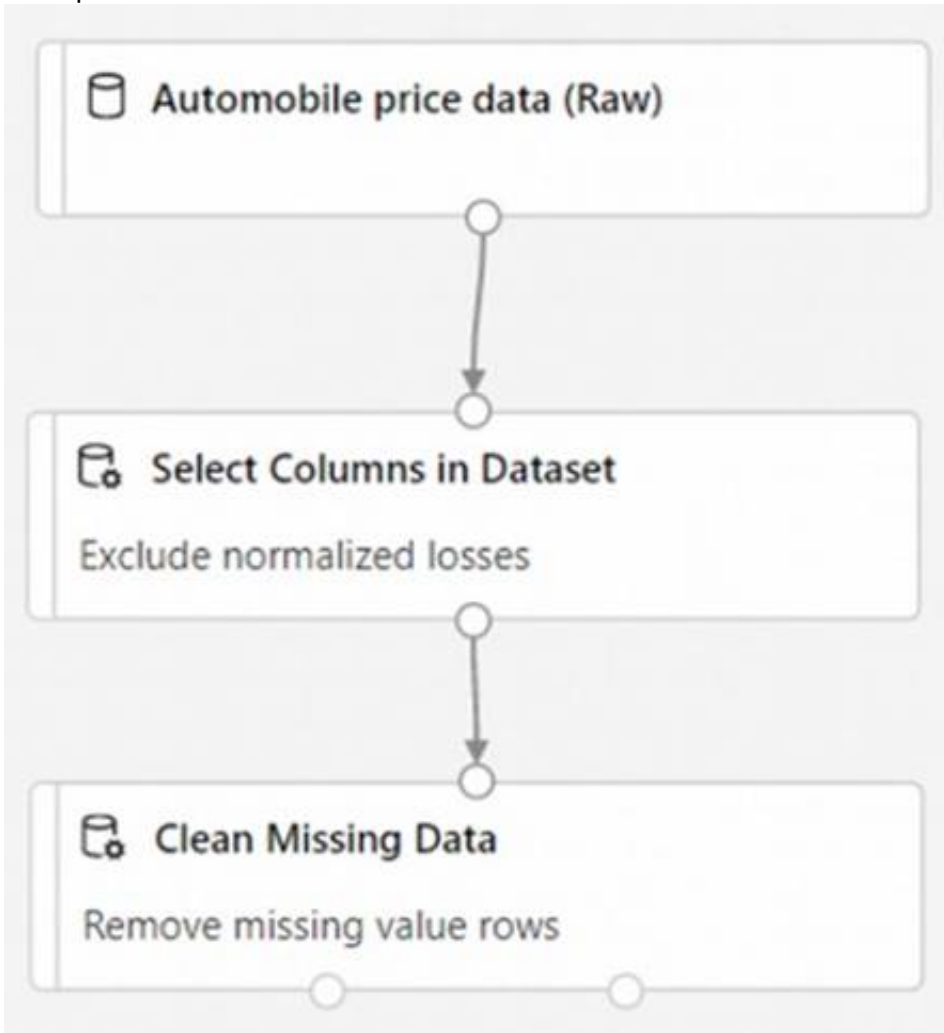 Automobile price data (Raw)
Select Columns in Dataset
Exclude normalized losses
Clean Missing Data
Remove missing value rows